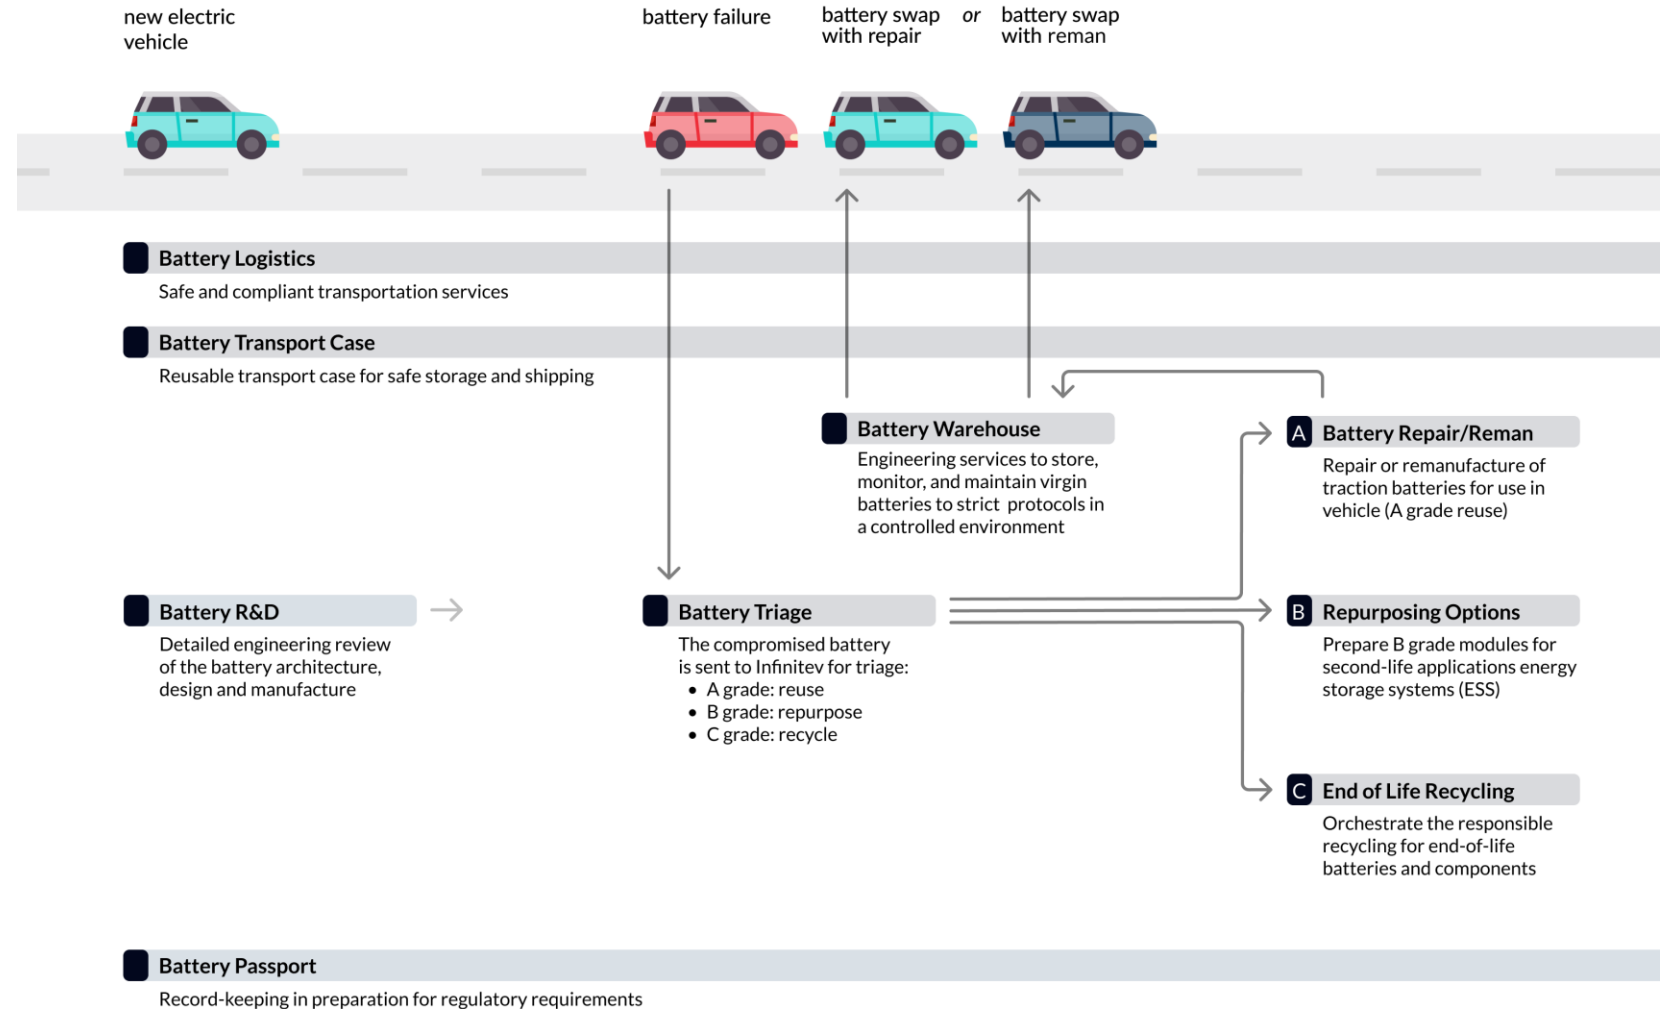 new electric
vehicle
battery failure
battery swap
with repair
or
battery swap
with reman
Battery Logistics
Safe and compliant transportation services
Battery Transport Case
Reusable transport case for safe storage and shipping
Battery Warehouse
Engineering services to store,
monitor, and maintain virgin
batteries to strict protocols in
a controlled environment
A Battery Repair/Reman
Repair or remanufacture of
traction batteries for use in
vehicle (A grade reuse)
Battery R&D
Detailed engineering review
of the battery architecture,
design and manufacture
Battery Triage
The compromised battery
is sent to Infinitev for triage:
• A grade: reuse
• B grade: repurpose
• C grade: recycle
B Repurposing Options
Prepare B grade modules for
second-life applications energy
storage systems (ESS)
C End of Life Recycling
Orchestrate the responsible
recycling for end-of-life
batteries and components
Battery Passport
Record-keeping in preparation for regulatory requirements